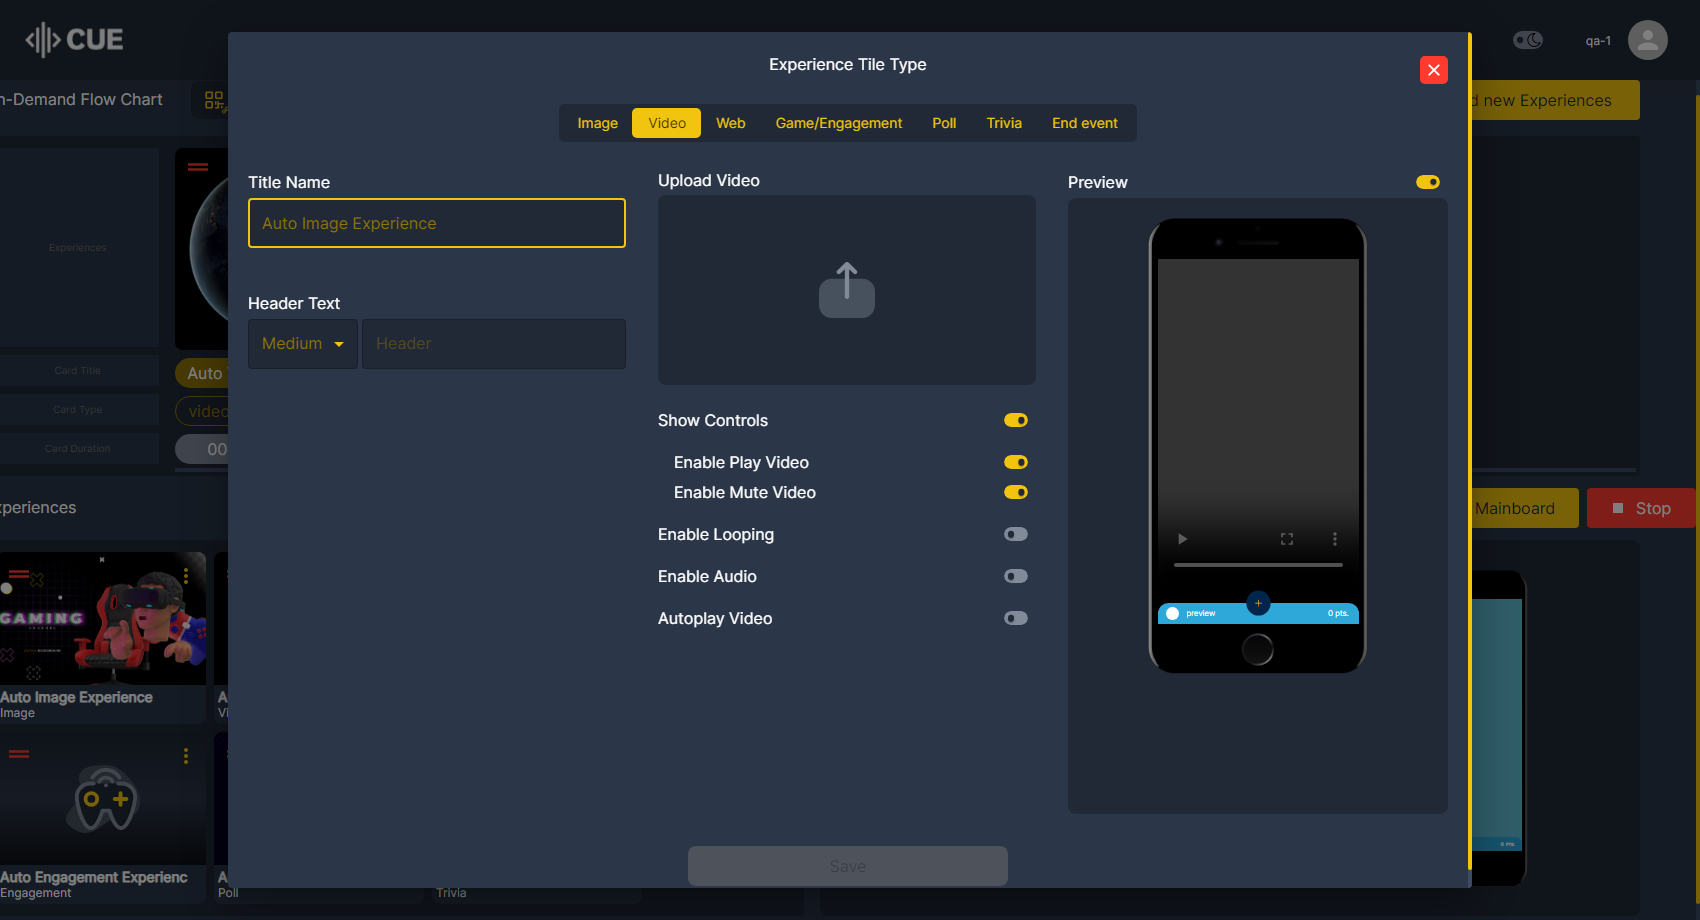 CUE
qa-1
n-Demand Flow Chart
d new Experiences
Experience Tile Type
Image
Video
Web
Game/Engagement
Poll
Trivia
End event
Title Name
Auto Image Experience
Header Text
Medium
Header
Upload Video
Show Controls
Enable Play Video
Enable Mute Video
Enable Looping
Enable Audio
Autoplay Video
Preview
preview
+
0 pts.
Save
Experiences
Card Title
Card Type
Card Duration
Auto
video
00
xperiences
Mainboard
Stop
GAMING
Auto Image Experience
Image
A
Vi
Auto Engagement Experienc
Engagement
A
Poll
Trivia
0 pts.